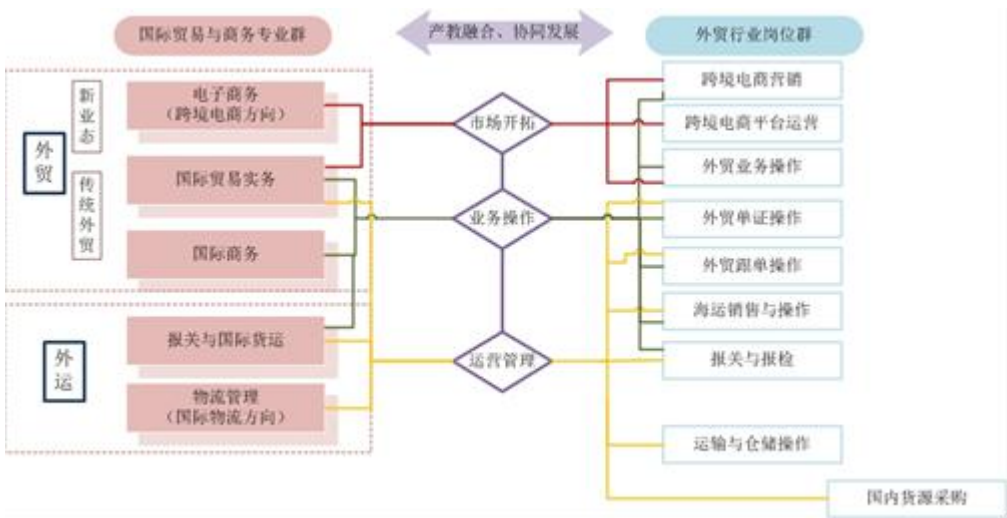 国际贸易与商务专业群
产教融合、协同发展
外贸行业岗位群
新业态
外贸
传统外贸
电子商务
（跨境电商方向）
国际贸易实务
国际商务
外运
报关与国际货运
物流管理
（国际物流方向）
市场开拓
业务操作
运营管理
跨境电商营销
跨境电商平台运营
外贸业务操作
外贸单证操作
外贸跟单操作
海运销售与操作
报关与报检
运输与仓储操作
国内货源采购